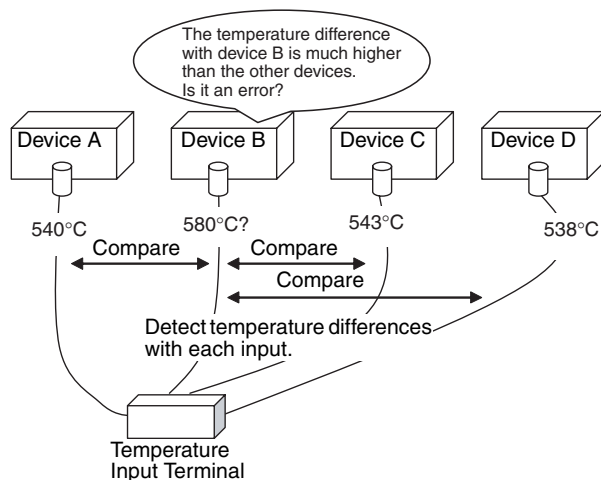 The temperature difference
with device B is much higher
than the other devices.
Is it an error?
Device A
Device B
Device C
Device D
540°C
580°C?
543°C
538°C
Compare
Compare
Compare
Detect temperature differences
with each input.
Temperature
Input Terminal